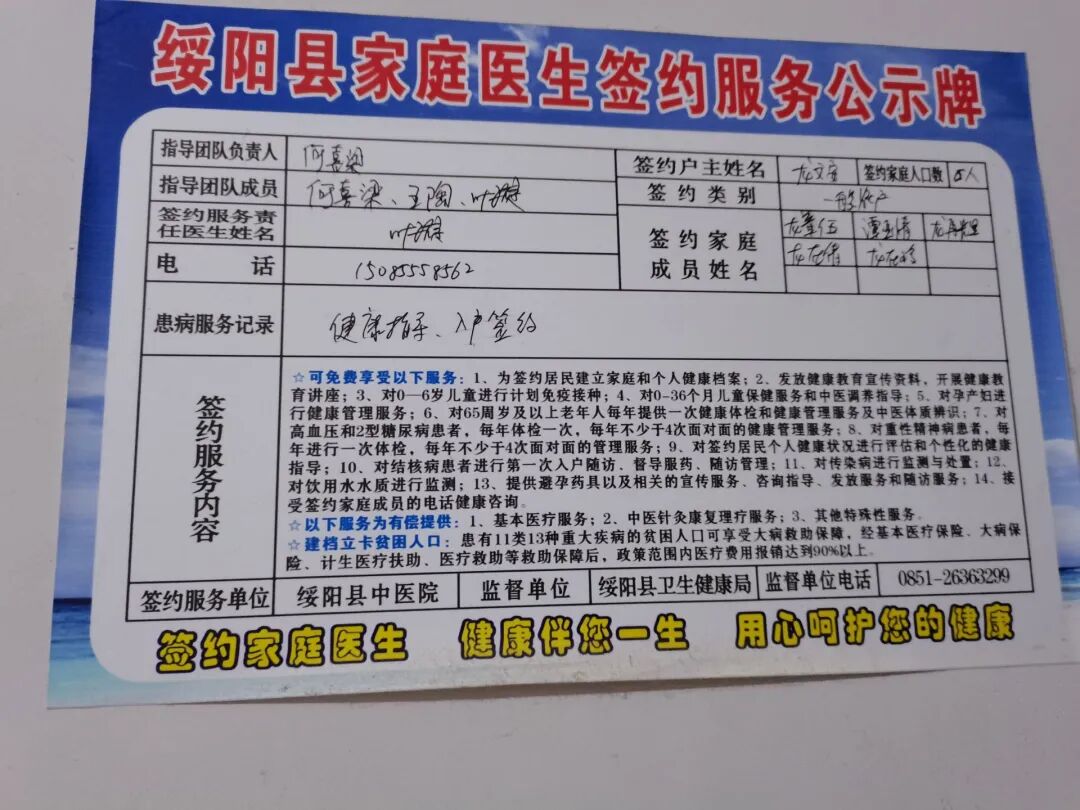 绥阳县家庭医生签约服务公示牌
指导团队负责人 何喜梁
签约户主姓名 签约家庭人口数 5人
指导团队成员 何喜梁、王陶、叶璇
签约类别 一般农户
签约服务责任医生姓名 叶璇
签约家庭成员姓名
电话 15085558562
患病服务记录 健康指导、入户签约
签约服务内容
☆可免费享受以下服务：1、为签约居民建立家庭和个人健康档案；2、发放健康教育宣传资料，开展健康教
育讲座；3、对0—6岁儿童进行计划免疫接种；4、对0-36个月儿童保健服务和中医调养指导；5、对孕产妇进
行健康管理服务；6、对65周岁及以上老年人每年提供一次健康体检和健康管理服务及中医体质辨识；7、对
高血压和2型糖尿病患者，每年体检一次，每年不少于4次面对面的健康管理服务；8、对重性精神病患者，每
年进行一次体检，每年不少于4次面对面的管理服务；9、对签约居民个人健康状况进行评估和个性化的健康
指导；10、对结核病患者进行第一次入户随访、督导服药、随访管理；11、对传染病进行监测与处置；12、
对饮用水水质进行监测；13、提供避孕药具以及相关的宣传服务、咨询指导、发放服务和随访服务；14、接
受签约家庭成员的电话健康咨询。
☆以下服务为有偿提供：1、基本医疗服务；2、中医针灸康复理疗服务；3、其他特殊性服务。
☆建档立卡贫困人口：患有11类13种重大疾病的贫困人口可享受大病救助保障，经基本医疗保险、大病保
险、计生医疗扶助、医疗救助等救助保障后，政策范围内医疗费用报销达到90%以上。
签约服务单位 绥阳县中医院 监督单位 绥阳县卫生健康局 监督单位电话 0851-26363299
签约家庭医生 健康伴您一生 用心呵护您的健康